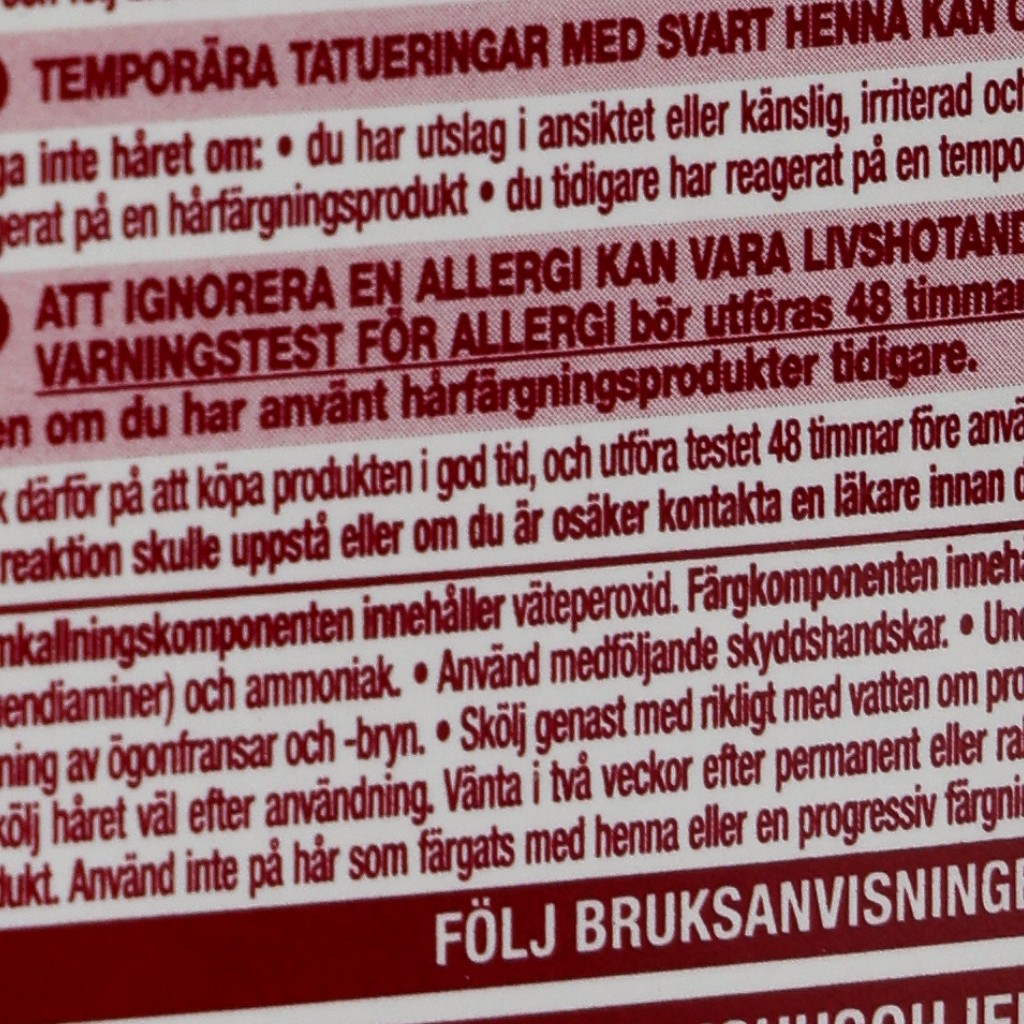 TEMPORÄRA TATUERINGAR MED SVART HENNA KAN
inte håret om: • du har utslag i ansiktet eller känslig, irriterad och
på en hårfärgningsprodukt • du tidigare har reagerat på en tempo
ATT IGNORERA EN ALLERGI KAN VARA LIVSHOTAND
VARNINGSTEST FÖR ALLERGI bör utföras 48 timmar
en om du har använt hårfärgningsprodukter tidigare.
k därför på att köpa produkten i god tid, och utföra testet 48 timmar före anvä
reaktion skulle uppstå eller om du är osäker kontakta en läkare innan d
mkallningskomponenten innehåller väteperoxid. Färgkomponenten inneh
endiaminer) och ammoniak. • Använd medföljande skyddshandskar. • Un
ning av ögonfransar och -bryn. • Skölj genast med rikligt med vatten om pro
kölj håret väl efter användning. Vänta i två veckor efter permanent eller ra
dukt. Använd inte på hår som färgats med henna eller en progressiv färgni
FÖLJ BRUKSANVISNINGE